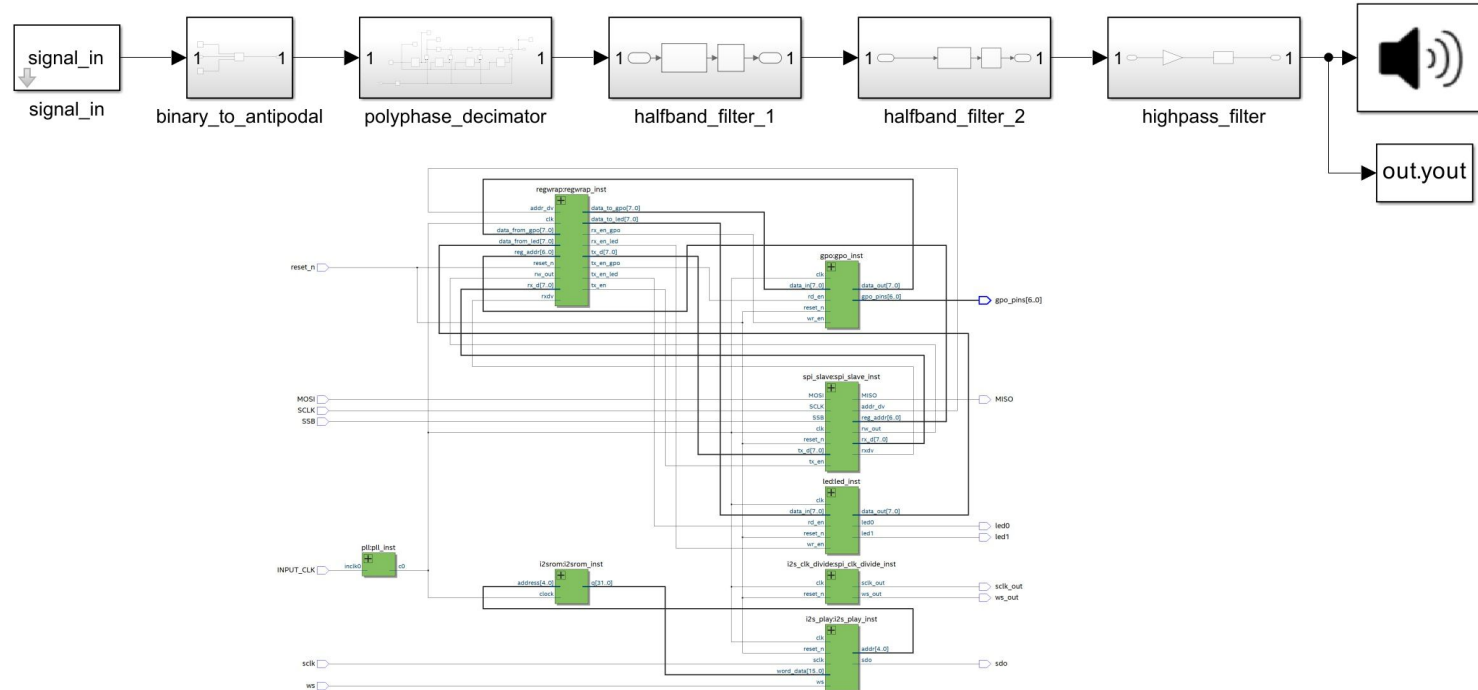 signal_in
signal_in
1 1
binary_to_antipodal
1 1
polyphase_decimator
1 1
halfband_filter_1
1 1
halfband_filter_2
1 1
highpass_filter
out.yout
regwrap:regwrap_inst
addr_dv
clk
data_from_gpo[7..0]
data_from_led[7..0]
reg_addr[6..0]
reset_n
rw_out
rx_d[7..0]
rxdv
data_to_gpo[7..0]
data_to_led[7..0]
rx_en_gpo
rx_en_led
tx_d[7..0]
tx_en_gpo
tx_en_led
tx_en
reset_n
gpo:gpo_inst
clk
data_in[7..0]
rd_en
reset_n
wr_en
data_out[7..0]
gpo_pins[6..0]
gpo_pins[6..0]
spi_slave:spi_slave_inst
MOSI
SCLK
SSB
MOSI
SCLK
SSB
clk
reset_n
tx_d[7..0]
tx_en
MISO
addr_dv
reg_addr[6..0]
rw_out
rx_d[7..0]
rxdv
MISO
led:led_inst
clk
data_in[7..0]
rd_en
reset_n
wr_en
data_out[7..0]
led0
led1
led0
led1
pll:pll_inst
INPUT_CLK
inclk0 c0
i2srom:i2srom_inst
address[4..0] q[31..0]
clock
i2s_clk_divide:spi_clk_divide_inst
clk sclk_out
reset_n ws_out
sclk_out
ws_out
i2s_play:i2s_play_inst
clk
reset_n
sclk
word_data[15..0]
ws
addr[4..0]
sdo
sdo
sclk
ws